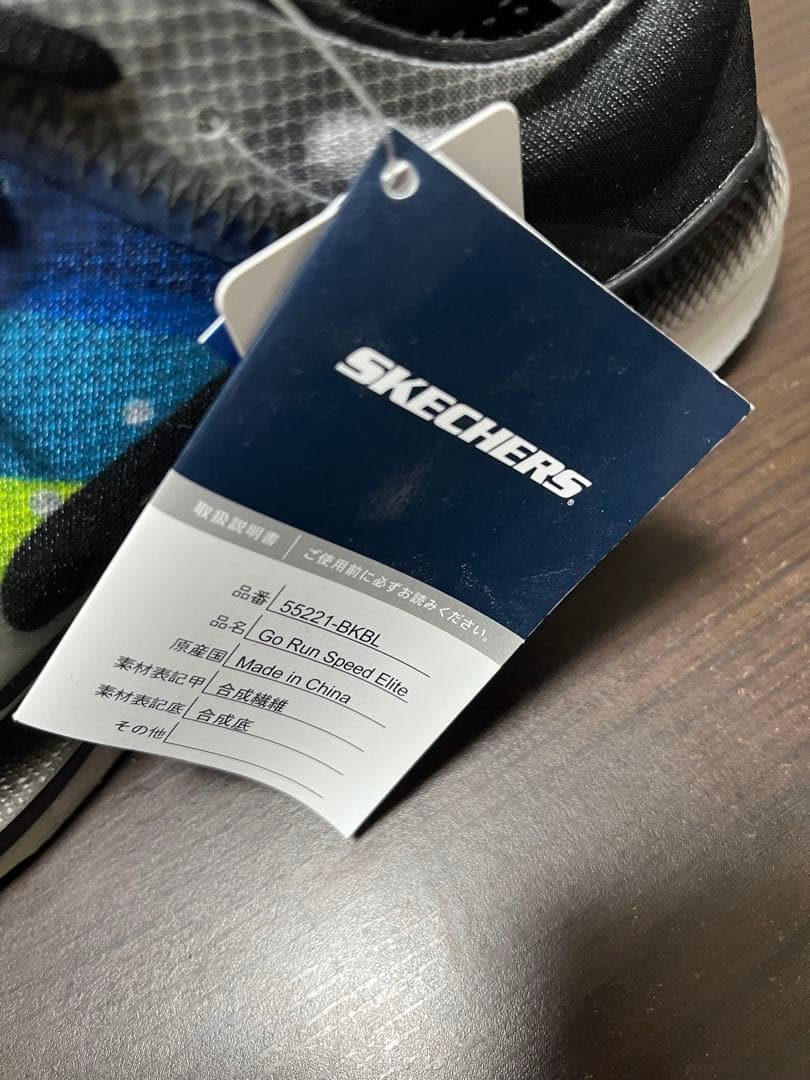 SKECHERS®
取扱説明書 | ご使用前に必ずお読みください。
品番 55221-BKBL
品名 Go Run Speed Elite
原産国 Made in China
素材表記甲 合成繊維
素材表記底 合成底
その他